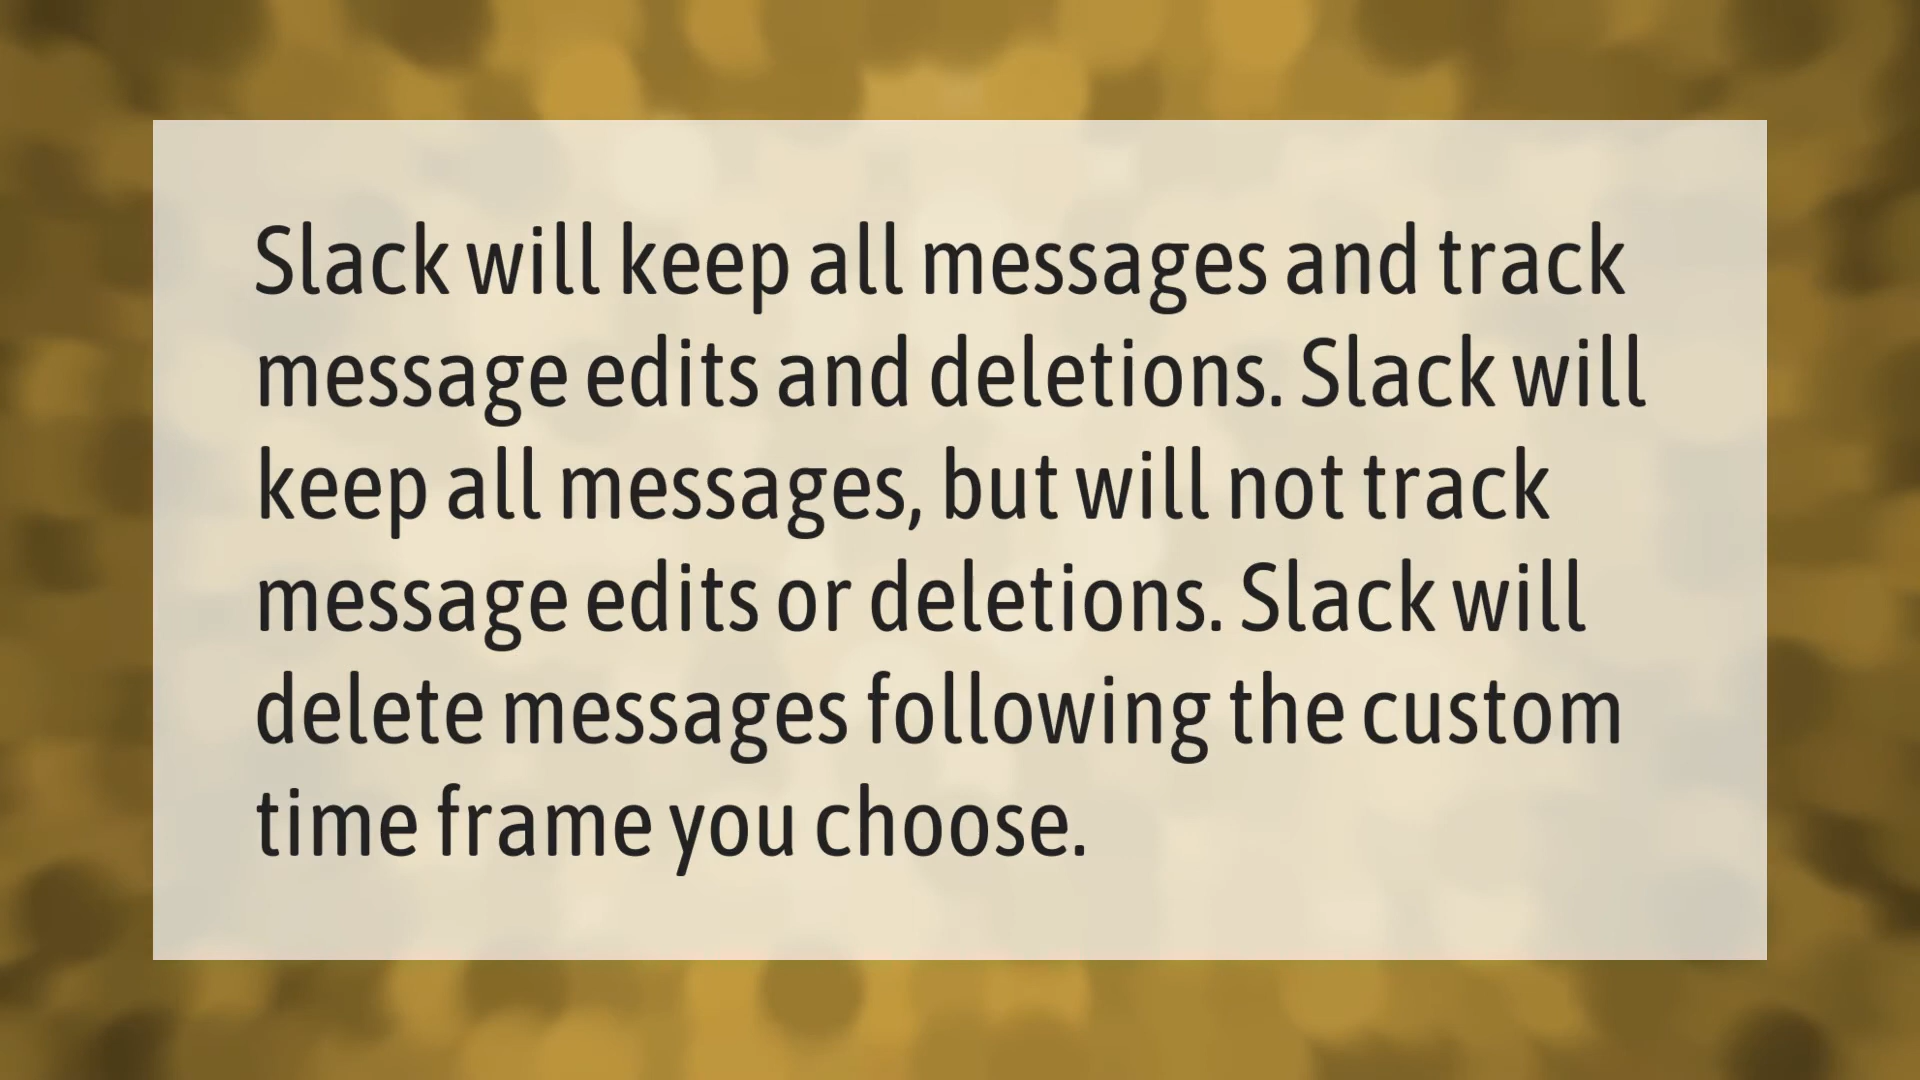 Slack will keep all messages and track
message edits and deletions. Slack will
keep all messages, but will not track
message edits or deletions. Slack will
delete messages following the custom
time frame you choose.